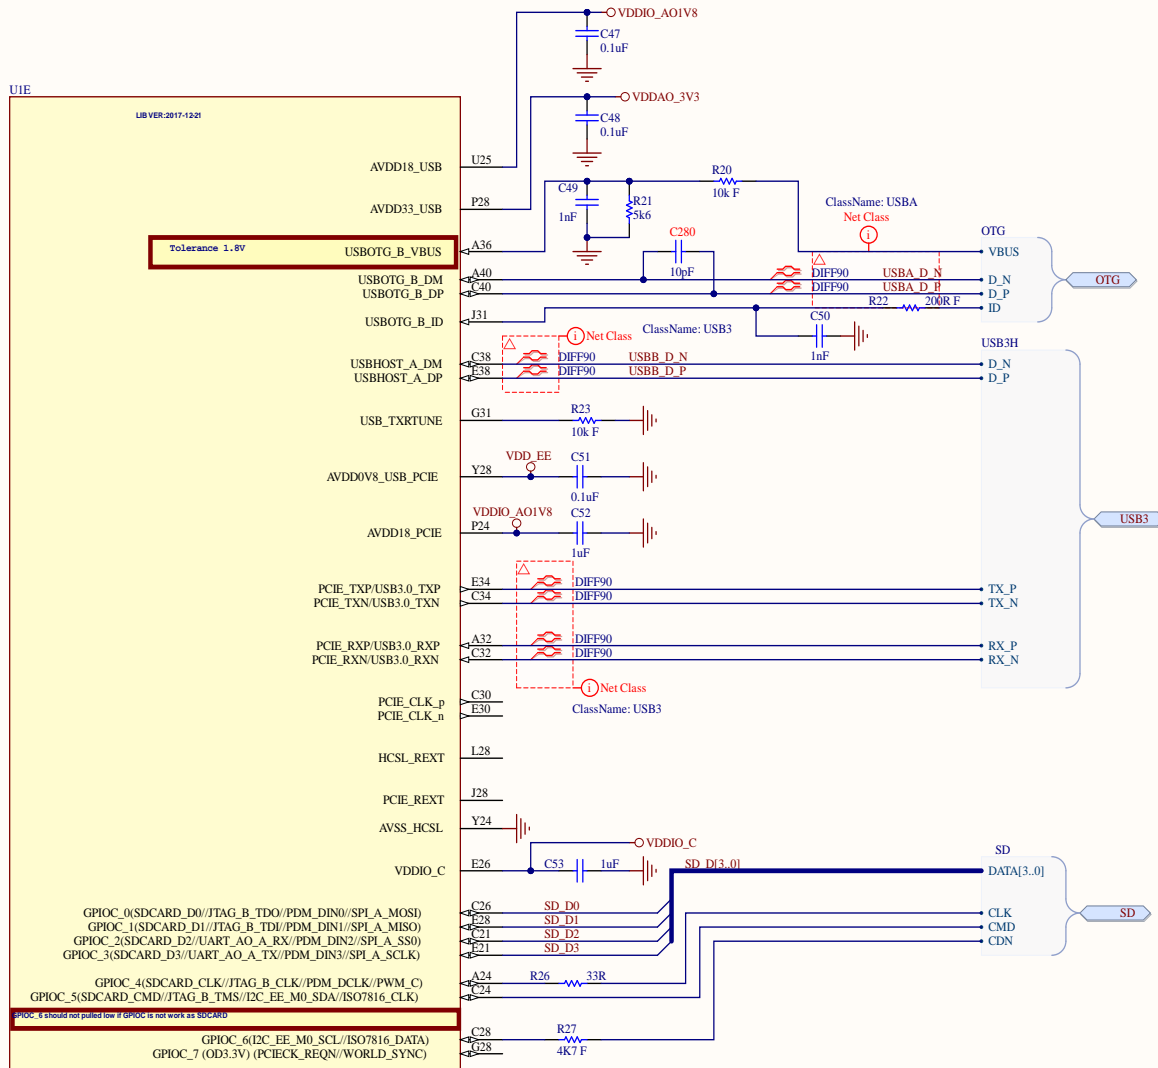 VDDIO_AO1V8
C47
0.1uF
U1E
LIB VER:2017-12-21
VDDAO_3V3
C48
0.1uF
AVDD18_USB U25
AVDD33_USB P28
C49
1nF
R21
5k6
R20
10k F
ClassName: USBA
Net Class
i
OTG
Tolerance 1.8V
USBOTG_B_VBUS A36
C280
10pF
VBUS
USBOTG_B_DM A40 DIFF90 USBA_D_N D_N
OTG
USBOTG_B_DP C40 DIFF90 USBA_D_P D_P
R22 200R F ID
USBOTG_B_ID J31
C50
1nF
ClassName: USB3
i Net Class
USB3H
USBHOST_A_DM C38 DIFF90 USBB_D_N D_N
USBHOST_A_DP E38 DIFF90 USBB_D_P D_P
USB_TXRTUNE G31
R23
10k F
VDD_EE
C51
AVDD0V8_USB_PCIE Y28
0.1uF
VDDIO_AO1V8
C52
USB3
AVDD18_PCIE P24
1uF
PCIE_TXP/USB3.0_TXP E34 DIFF90 TX_P
PCIE_TXN/USB3.0_TXN C34 DIFF90 TX_N
PCIE_RXP/USB3.0_RXP A32 DIFF90 RX_P
PCIE_RXN/USB3.0_RXN C32 DIFF90 RX_N
i Net Class
ClassName: USB3
PCIE_CLK_p C30
PCIE_CLK_n E30
HCSL_REXT L28
PCIE_REXT J28
AVSS_HCSL Y24
VDDIO_C
SD
VDDIO_C E26 C53 1uF SD_D[3..0] DATA[3..0]
GPIOC_0(SDCARD_D0//JTAG_B_TDO//PDM_DIN0//SPI_A_MOSI) C26 SD_D0 CLK
GPIOC_1(SDCARD_D1//JTAG_B_TDI//PDM_DIN1//SPI_A_MISO) E28 SD_D1 CMD
GPIOC_2(SDCARD_D2//UART_AO_A_RX//PDM_DIN2//SPI_A_SS0) C21 SD_D2 CDN
SD
GPIOC_3(SDCARD_D3//UART_AO_A_TX//PDM_DIN3//SPI_A_SCLK) E21 SD_D3
GPIOC_4(SDCARD_CLK//JTAG_B_CLK//PDM_DCLK//PWM_C) A24 R26 33R
GPIOC_5(SDCARD_CMD//JTAG_B_TMS//I2C_EE_M0_SDA//ISO7816_CLK) C24
GPIOC_6 should not pulled low if GPIOC is not work as SDCARD
GPIOC_6(I2C_EE_M0_SCL//ISO7816_DATA) C28 R27
4K7 F
GPIOC_7 (OD3.3V) (PCIECK_REQN//WORLD_SYNC) G28